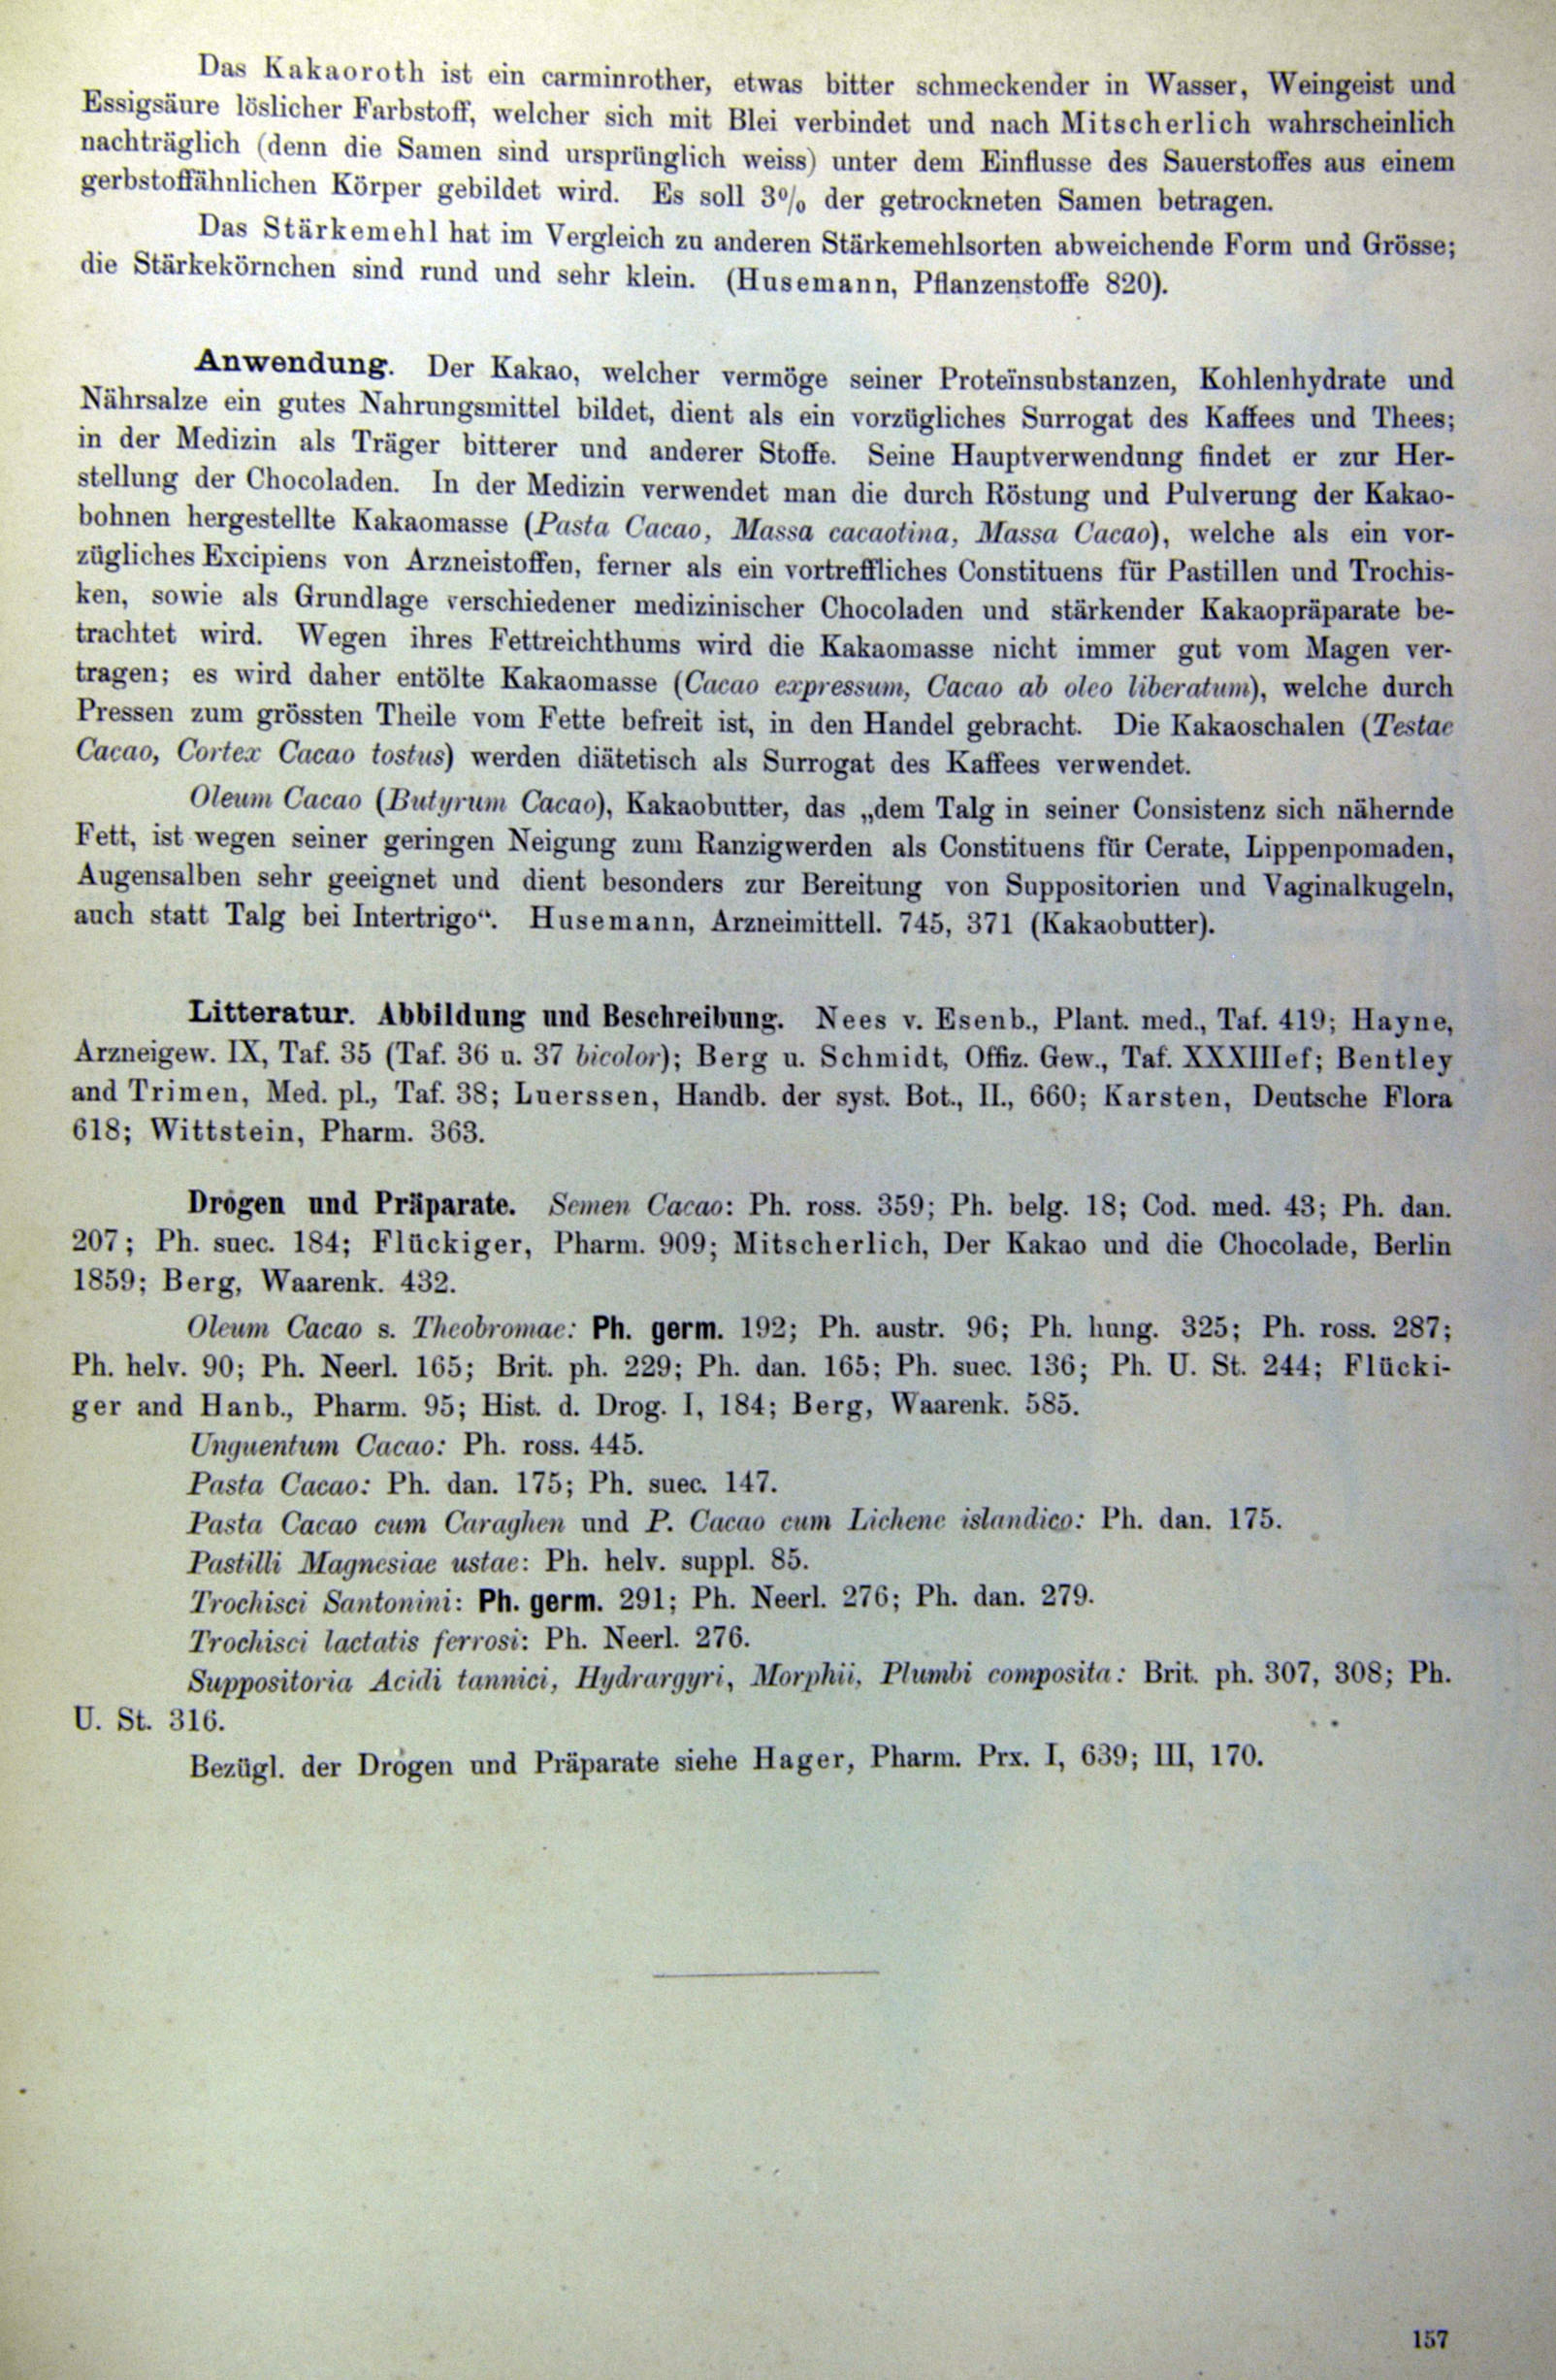 Das Kakaoroth ist ein carminrother, etwas bitter schmeckender in Wasser, Weingeist und
Essigsäure löslicher Farbstoff, welcher sich mit Blei verbindet und nach Mitscherlich wahrscheinlich
nachträglich (denn die Samen sind ursprünglich weiss) unter dem Einflusse des Sauerstoffes aus einem
gerbstoffähnlichen Körper gebildet wird. Es soll 3% der getrockneten Samen betragen.
Das Stärkemehl hat im Vergleich zu anderen Stärkemehlsorten abweichende Form und Grösse;
die Stärkekörnchen sind rund und sehr klein. (Husemann, Pflanzenstoffe 820).
Anwendung. Der Kakao, welcher vermöge seiner Proteïnsubstanzen, Kohlenhydrate und
Nährsalze ein gutes Nahrungsmittel bildet, dient als ein vorzügliches Surrogat des Kaffees und Thees;
in der Medizin als Träger bitterer und anderer Stoffe. Seine Hauptverwendung findet er zur Her-
stellung der Chocoladen. In der Medizin verwendet man die durch Röstung und Pulverung der Kakao-
bohnen hergestellte Kakaomasse (Pasta Cacao, Massa cacaotina, Massa Cacao), welche als ein vor-
zügliches Excipiens von Arzneistoffen, ferner als ein vortreffliches Constituens für Pastillen und Trochis-
ken, sowie als Grundlage verschiedener medizinischer Chocoladen und stärkender Kakaopräparate be-
trachtet wird. Wegen ihres Fettreichthums wird die Kakaomasse nicht immer gut vom Magen ver-
tragen; es wird daher entölte Kakaomasse (Cacao expressum, Cacao ab oleo liberatum), welche durch
Pressen zum grössten Theile vom Fette befreit ist, in den Handel gebracht. Die Kakaoschalen (Testae
Cacao, Cortex Cacao tostus) werden diätetisch als Surrogat des Kaffees verwendet.
Oleum Cacao (Butyrum Cacao), Kakaobutter, das „dem Talg in seiner Consistenz sich nähernde
Fett, ist wegen seiner geringen Neigung zum Ranzigwerden als Constituens für Cerate, Lippenpomaden,
Augensalben sehr geeignet und dient besonders zur Bereitung von Suppositorien und Vaginalkugeln,
auch statt Talg bei Intertrigo“. Husemann, Arzneimittell. 745, 371 (Kakaobutter).
Litteratur. Abbildung und Beschreibung. Nees v. Esenb., Plant. med., Taf. 419; Hayne,
Arzneigew. IX, Taf. 35 (Taf. 36 u. 37 bicolor); Berg u. Schmidt, Offiz. Gew., Taf. XXXIIIef; Bentley
and Trimen, Med. pl., Taf. 38; Luerssen, Handb. der syst. Bot., II., 660; Karsten, Deutsche Flora
618; Wittstein, Pharm. 363.
Drogen und Präparate. Semen Cacao: Ph. ross. 359; Ph. belg. 18; Cod. med. 43; Ph. dan.
207; Ph. suec. 184; Flückiger, Pharm. 909; Mitscherlich, Der Kakao und die Chocolade, Berlin
1859; Berg, Waarenk. 432.
Oleum Cacao s. Theobromae: Ph. germ. 192; Ph. austr. 96; Ph. hung. 325; Ph. ross. 287;
Ph. helv. 90; Ph. Neerl. 165; Brit. ph. 229; Ph. dan. 165; Ph. suec. 136; Ph. U. St. 244; Flücki-
ger and Hanb., Pharm. 95; Hist. d. Drog. I, 184; Berg, Waarenk. 585.
Unguentum Cacao: Ph. ross. 445.
Pasta Cacao: Ph. dan. 175; Ph. suec. 147.
Pasta Cacao cum Caraghen und P. Cacao cum Lichene islandico: Ph. dan. 175.
Pastilli Magnesiae ustae: Ph. helv. suppl. 85.
Trochisci Santonini: Ph. germ. 291; Ph. Neerl. 276; Ph. dan. 279.
Trochisci lactatis ferrosi: Ph. Neerl. 276.
Suppositoria Acidi tannici, Hydrargyri, Morphii, Plumbi composita: Brit. ph. 307, 308; Ph.
U. St. 316.
Bezügl. der Drogen und Präparate siehe Hager, Pharm. Prx. I, 639; III, 170.
157